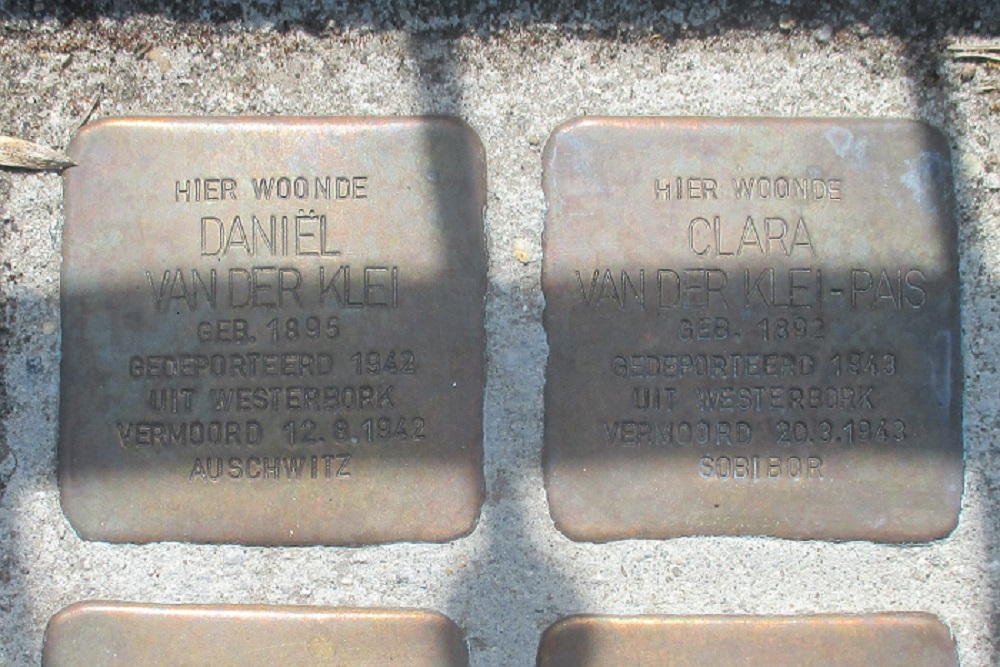 HIER WOONDE
DANIËL
VAN DER KLEI
GEB. 1895
GEDEPORTEERD 1942
UIT WESTERBORK
VERMOORD 12.8.1942
AUSCHWITZ
HIER WOONDE
CLARA
VAN DER KLEI-PAIS
GEB. 1892
GEDEPORTEERD 1943
UIT WESTERBORK
VERMOORD 20.3.1943
SOBIBOR